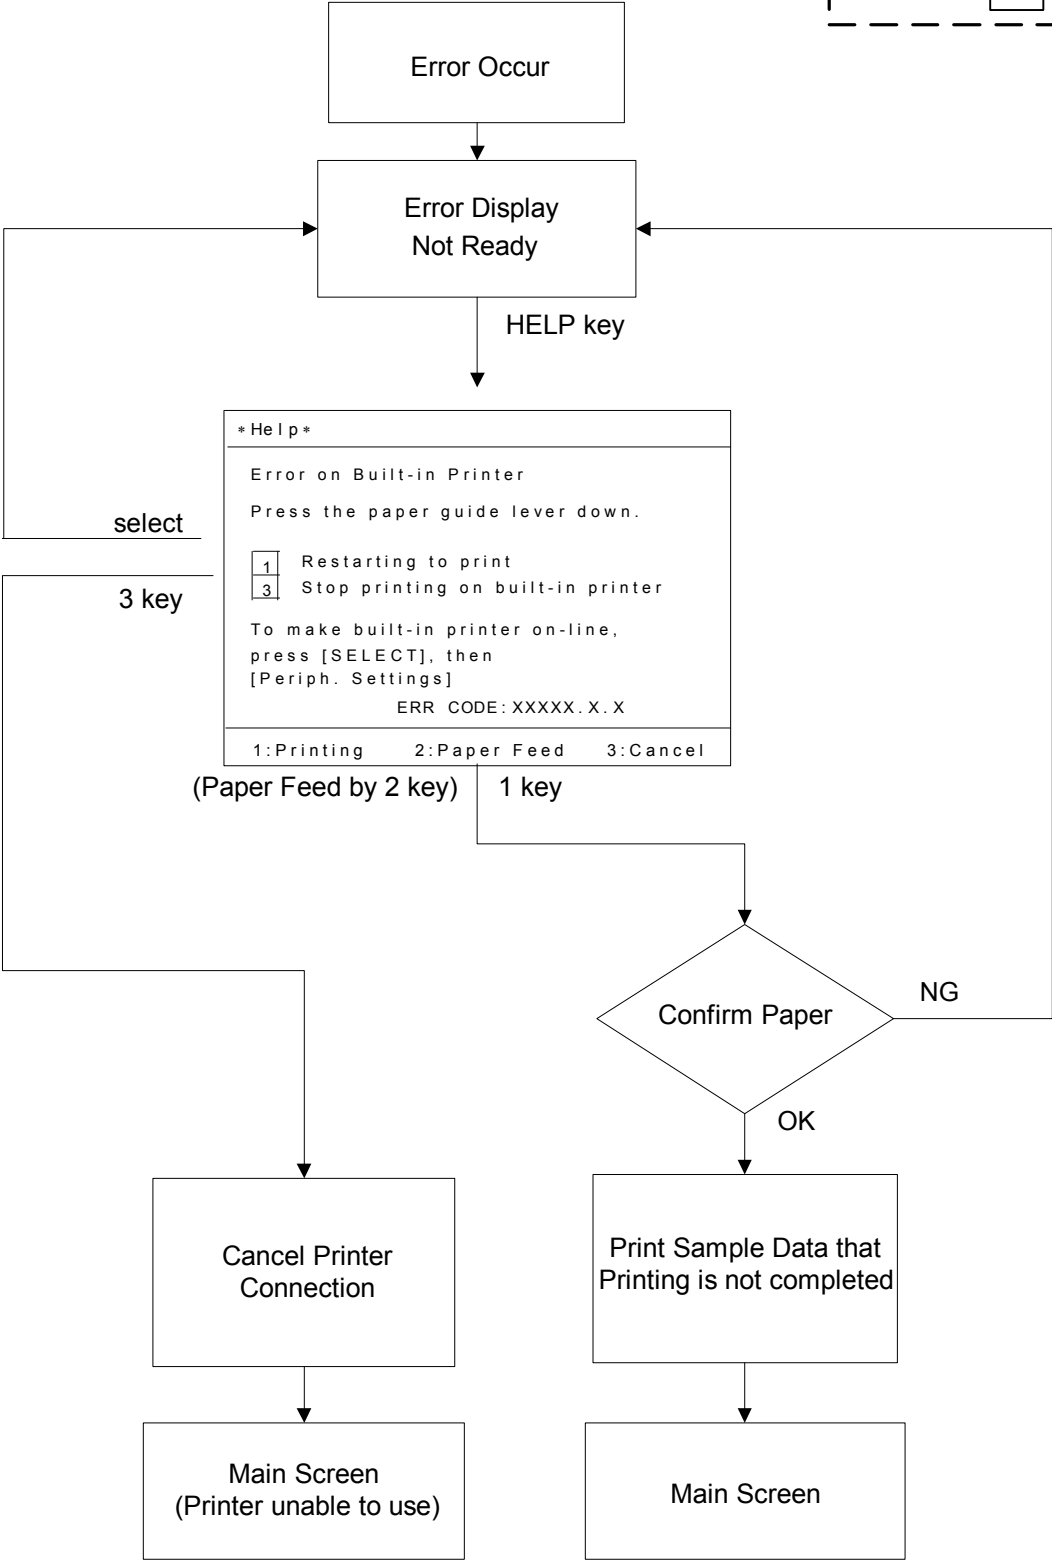 Error Occur
Error Display
Not Ready
HELP key
*Help*
Error on Built-in Printer
Press the paper guide lever down.
select
1 Restarting to print
3 Stop printing on built-in printer
3 key
To make built-in printer on-line,
press [SELECT], then
[Periph. Settings]
ERR CODE:XXXXX.X.X
1:Printing 2:Paper Feed 3:Cancel
(Paper Feed by 2 key) 1 key
NG
Confirm Paper
OK
Cancel Printer
Connection
Print Sample Data that
Printing is not completed
Main Screen
(Printer unable to use)
Main Screen